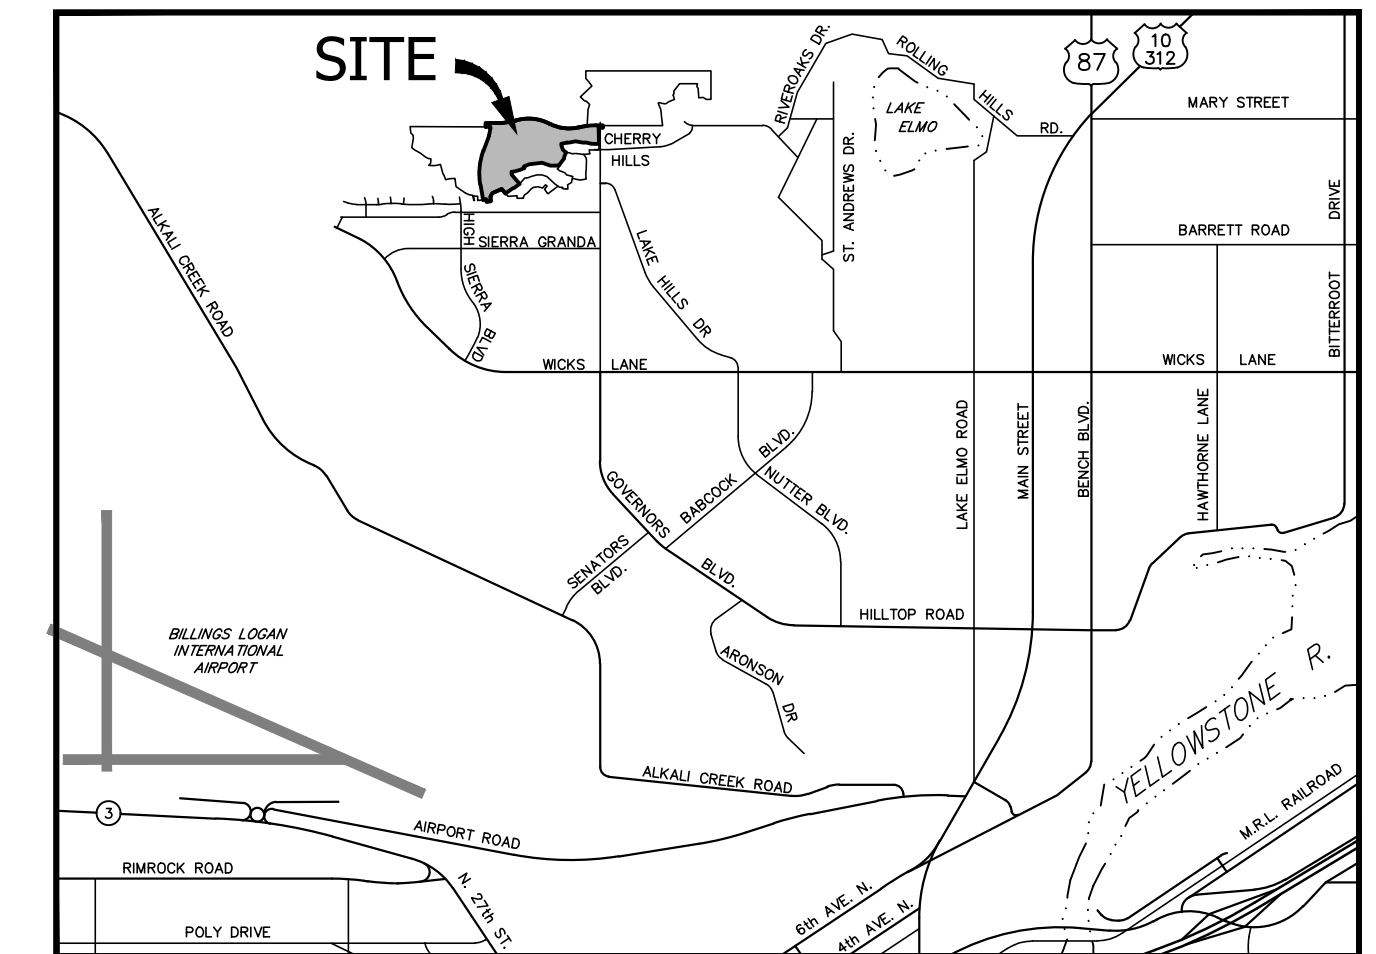 SITE
RIVEROAKS DR.
ROLLING
HILLS
RD.
87
10
312
LAKE
ELMO
MARY STREET
CHERRY
HILLS
ST. ANDREWS DR.
BITTERROOT DRIVE
ALKALI CREEK ROAD
HIGH
SIERRA
BLVD
SIERRA GRANDA
LAKE
HILLS
DR
BARRETT ROAD
WICKS LANE
WICKS LANE
LAKE ELMO ROAD
MAIN STREET
BENCH BLVD.
HAWTHORNE LANE
GOVERNORS
BLVD.
BABCOCK
BLVD.
NUTTER BLVD.
SENATORS
BLVD.
HILLTOP ROAD
BILLINGS LOGAN
INTERNATIONAL
AIRPORT
ARONSON
DR
YELLOWSTONE R.
ALKALI CREEK ROAD
M.R.L. RAILROAD
3
AIRPORT ROAD
RIMROCK ROAD
N. 27th ST.
6th AVE. N.
4th AVE. N.
POLY DRIVE